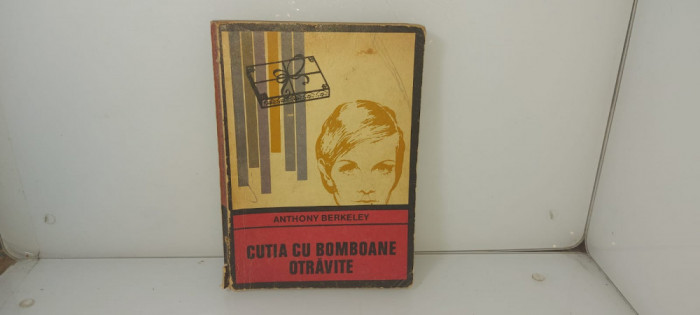 ANTHONY BERKELEY
CUTIA CU BOMBOANE
OTRĂVITE